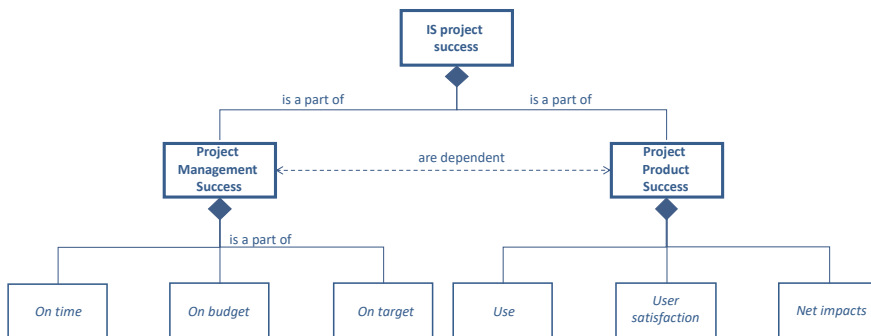 IS project
success
is a part of
is a part of
Project
Management
Success
are dependent
Project
Product
Success
is a part of
On time
On budget
On target
Use
User
satisfaction
Net impacts